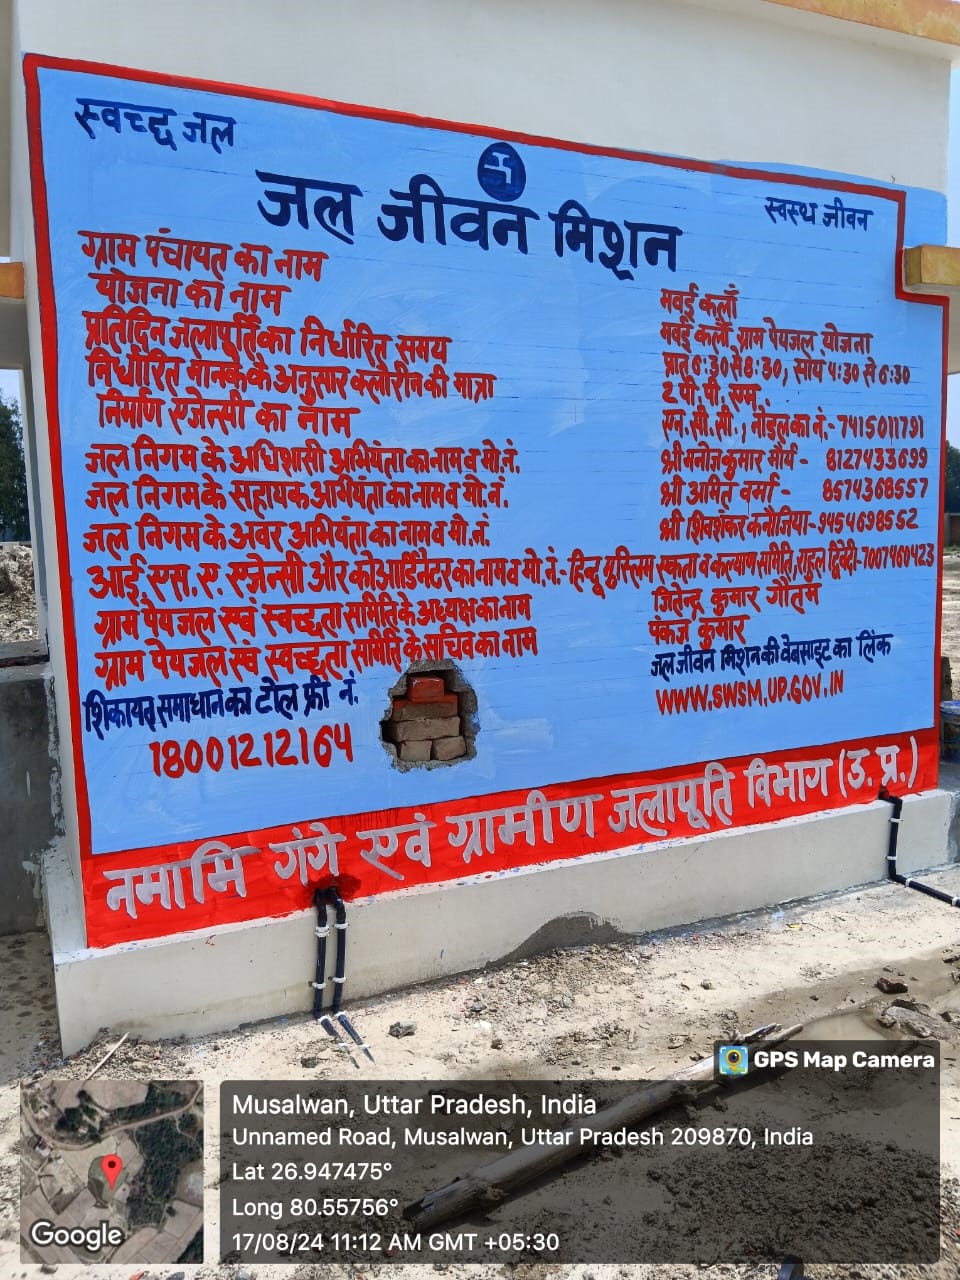 स्वच्छ जल
जल जीवन मिशन
स्वस्थ जीवन
ग्राम पंचायत का नाम
मवई कलाँ
योजना का नाम
मवई कलाँ ग्राम पेयजल योजना
प्रतिदिन जलापूर्ति का निर्धारित समय
प्रातः 6:30 से 8:30, सायं 4:30 से 6:30
निर्धारित मानके के अनुसार क्लोरीन की मात्रा
2 पी. पी. एम.
निर्माण एजेन्सी का नाम
एन. सी. सी., नोडल का नं.- 7415011791
जल निगम के अधिशासी अभियंता का नाम व मो. नं.
श्री मनोज कुमार मौर्य - 8127433699
जल निगम के सहायक अभियंता का नाम व मो. नं.
श्री अमित वर्मा - 8574368557
जल निगम के अवर अभियंता का नाम व मो. नं.
श्री शिवशंकर कनौजिया - 9454698552
आई. एस. ए. एजेन्सी और कोआर्डिनेटर का नाम व मो. नं.- हिन्दू मुस्लिम एकता व कल्याण समिति, राहुल द्विवेदी- 7007460423
ग्राम पेयजल एवं स्वच्छता समिति के अध्यक्ष का नाम
जितेन्द्र कुमार गौतम
ग्राम पेयजल एवं स्वच्छता समिति के सचिव का नाम
पंकज कुमार
शिकायत समाधान का टोल फ्री नं.
18001212164
जल जीवन मिशन की वेबसाइट का लिंक
WWW.SWSM.UP.GOV.IN
नमामि गंगे एवं ग्रामीण जलापूर्ति विभाग (उ. प्र.)
GPS Map Camera
Musalwan, Uttar Pradesh, India
Unnamed Road, Musalwan, Uttar Pradesh 209870, India
Lat 26.947475°
Long 80.55756°
17/08/24 11:12 AM GMT +05:30
Google